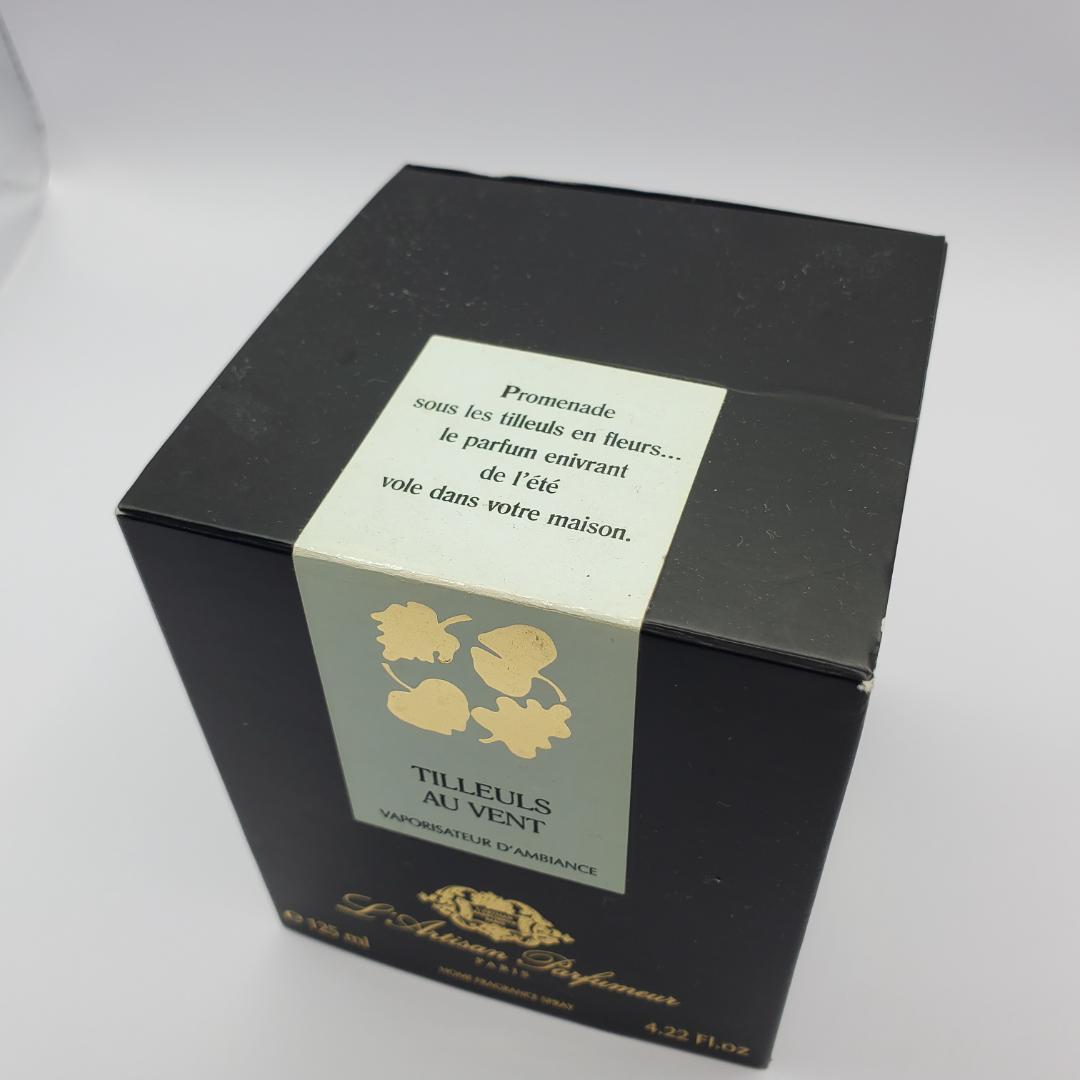 Promenade
sous les tilleuls en fleurs...
le parfum enivrant
de l'été
vole dans votre maison.
TILLEULS
AU VENT
VAPORISATEUR D'AMBIANCE
L'Artisan Parfumeur
PARIS
HOME FRAGRANCE SPRAY
℮ 125 ml
4.22 Fl.oz